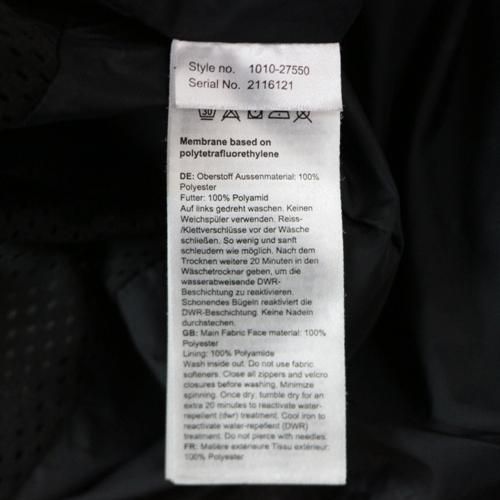 Style no. 1010-27550
Serial No. 2116121
30
Membrane based on
polytetrafluorethylene
DE: Oberstoff Aussenmaterial: 100%
Polyester
Futter: 100% Polyamid
Auf links gedreht waschen. Keinen
Weichspüler verwenden. Reiss-
/Klettverschlüsse vor der Wäsche
schließen. So wenig und sanft
schleudern wie möglich. Nach dem
Trocknen weitere 20 Minuten in den
Wäschetrockner geben, um die
wasserabweisende DWR-
Beschichtung zu reaktivieren.
Schonendes Bügeln reaktiviert die
DWR-Beschichtung. Keine Nadeln
durchstechen.
GB: Main Fabric Face material: 100%
Polyester
Lining: 100% Polyamide
Wash inside out. Do not use fabric
softeners. Close all zippers and velcro
closures before washing. Minimize
spinning. Once dry, tumble dry for an
extra 20 minutes to reactivate water-
repellent (dwr) treatment. Cool iron to
reactivate water-repellent (DWR)
treatment. Do not pierce with needles.
FR: Matière extérieure Tissu extérieur:
100% Polyester